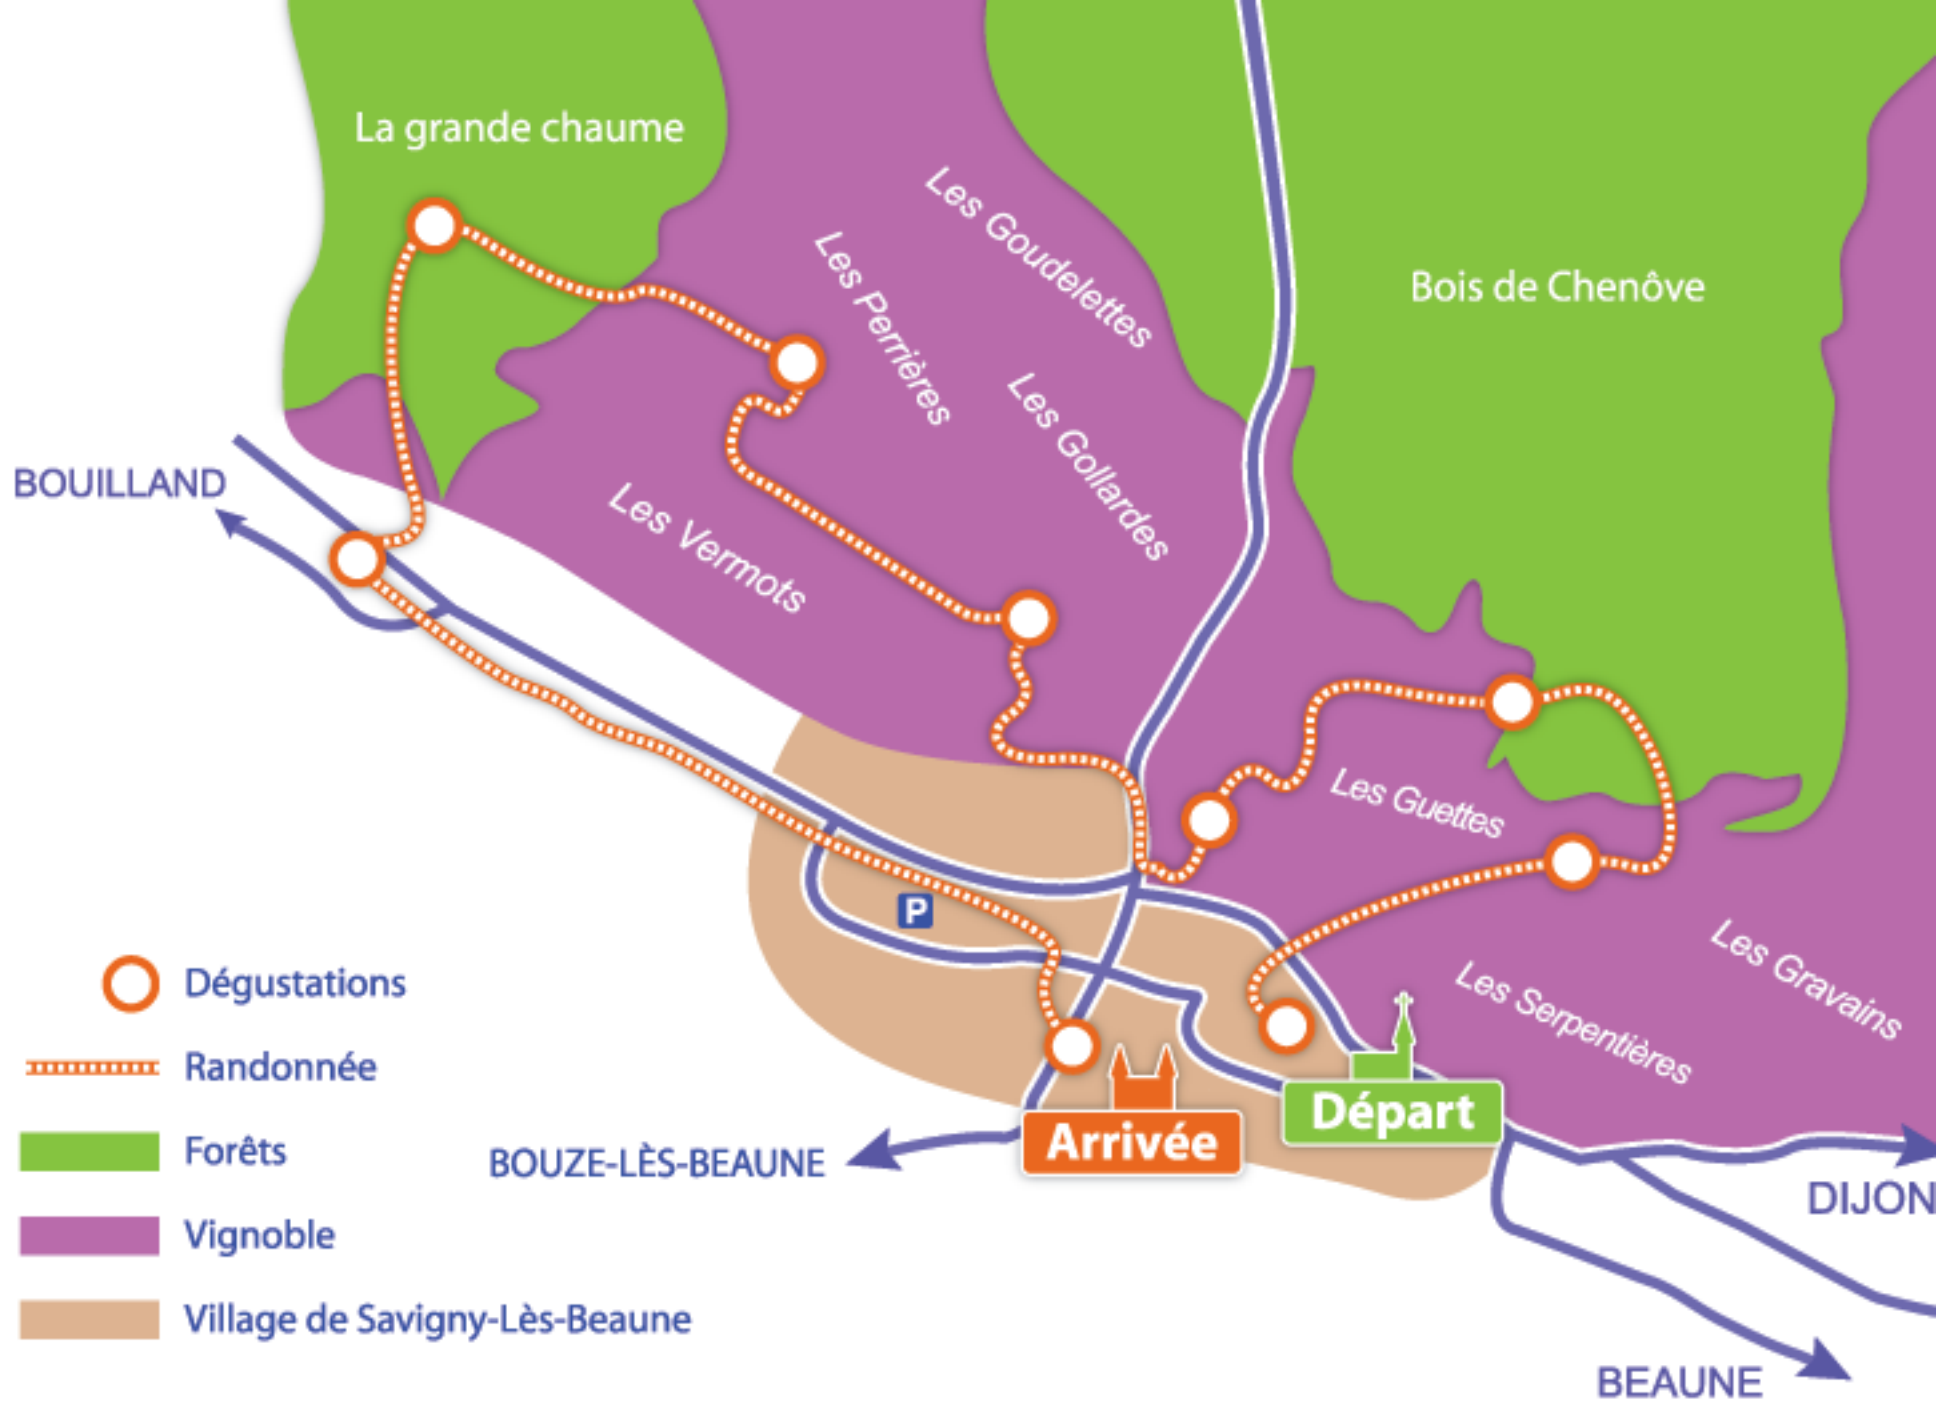 La grande chaume
Les Goudelettes
Les Perrières
Bois de Chenôve
Les Gollardes
BOUILLAND
Les Vermots
Les Guettes
P
Les Gravains
Les Serpentières
Dégustations
Randonnée
Départ
Arrivée
Forêts
BOUZE-LÈS-BEAUNE
DIJON
Vignoble
Village de Savigny-Lès-Beaune
BEAUNE